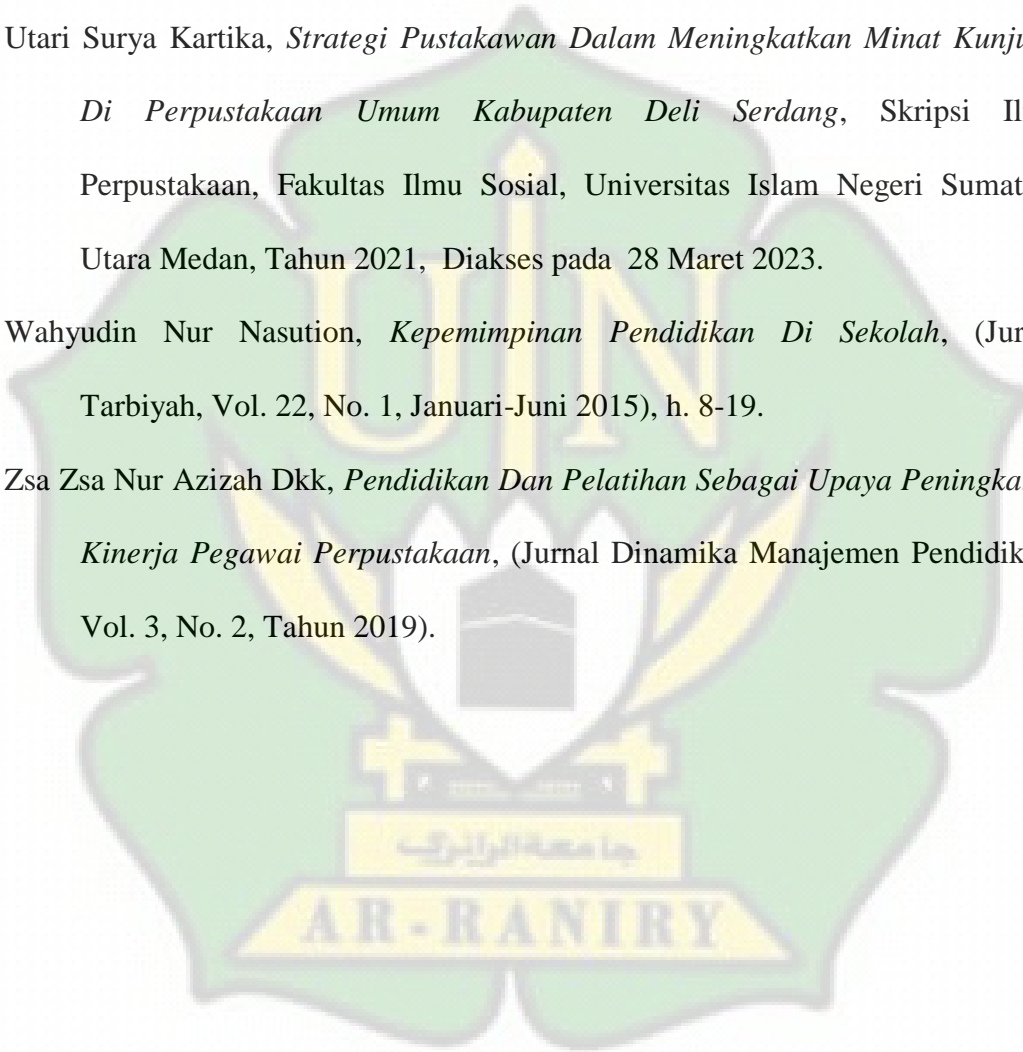 Utari Surya Kartika, Strategi Pustakawan Dalam Meningkatkan Minat Kunju
Di Perpustakaan Umum Kabupaten Deli Serdang, Skripsi Il
Perpustakaan, Fakultas Ilmu Sosial, Universitas Islam Negeri Sumat
Utara Medan, Tahun 2021, Diakses pada 28 Maret 2023.
Wahyudin Nur Nasution, Kepemimpinan Pendidikan Di Sekolah, (Jur
Tarbiyah, Vol. 22, No. 1, Januari-Juni 2015), h. 8-19.
Zsa Zsa Nur Azizah Dkk, Pendidikan Dan Pelatihan Sebagai Upaya Peningka
Kinerja Pegawai Perpustakaan, (Jurnal Dinamika Manajemen Pendidik
Vol. 3, No. 2, Tahun 2019).
UIN
جامعة الرانري
AR-RANIRY